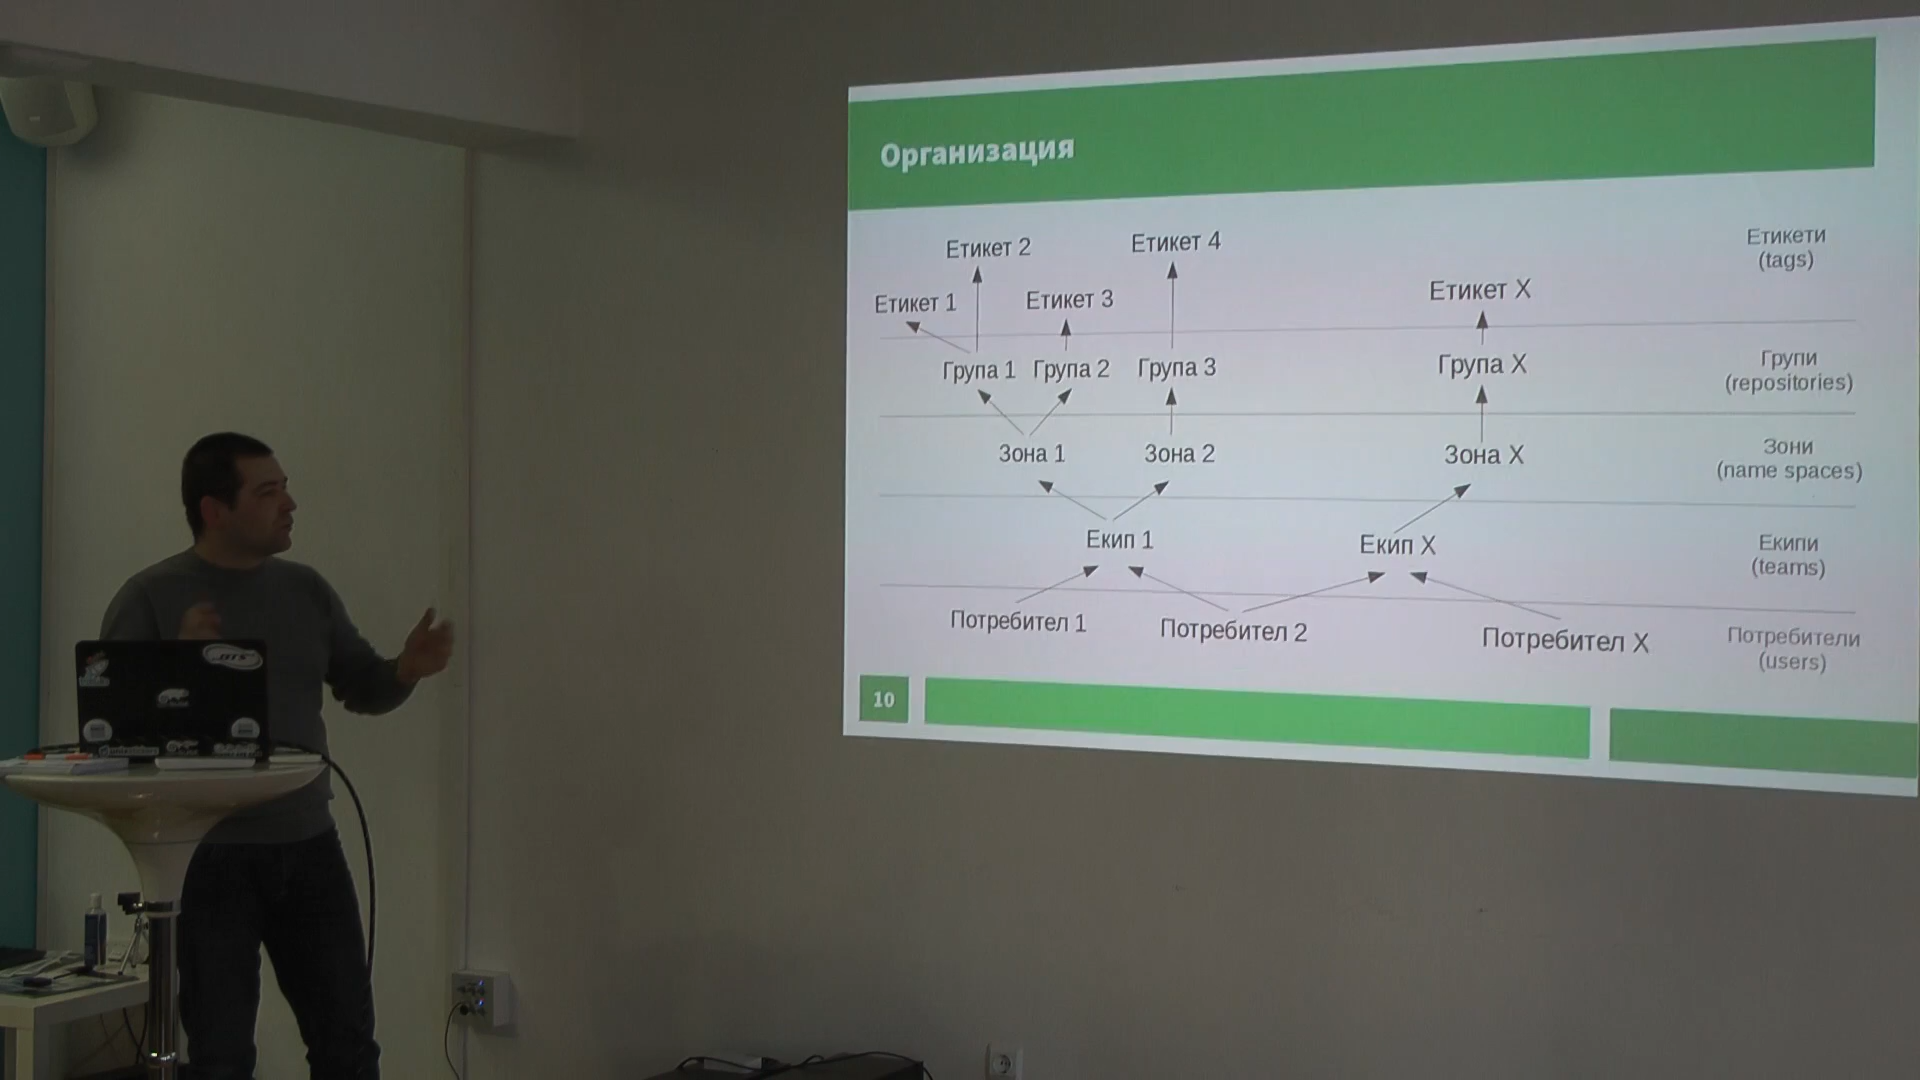 Организация
Етикет 2
Етикет 4
Етикети
(tags)
Етикет 1
Етикет 3
Етикет X
Група 1
Група 2
Група 3
Група X
Групи
(repositories)
Зона 1
Зона 2
Зона X
Зони
(name spaces)
Екип 1
Екип X
Екипи
(teams)
Потребител 1
Потребител 2
Потребител X
Потребители
(users)
10